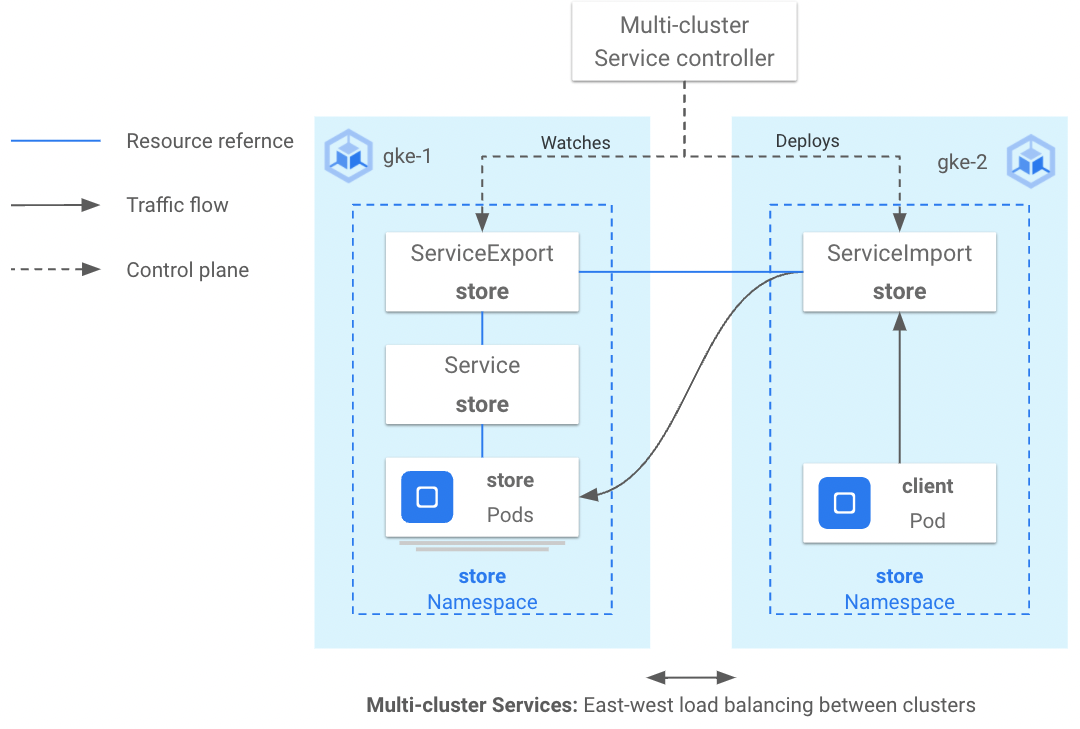 Multi-cluster
Service controller
Resource refernce
Traffic flow
Control plane
gke-1
Watches
Deploys
gke-2
ServiceExport
store
Service
store
store
Pods
store
Namespace
ServiceImport
store
client
Pod
store
Namespace
Multi-cluster Services: East-west load balancing between clusters